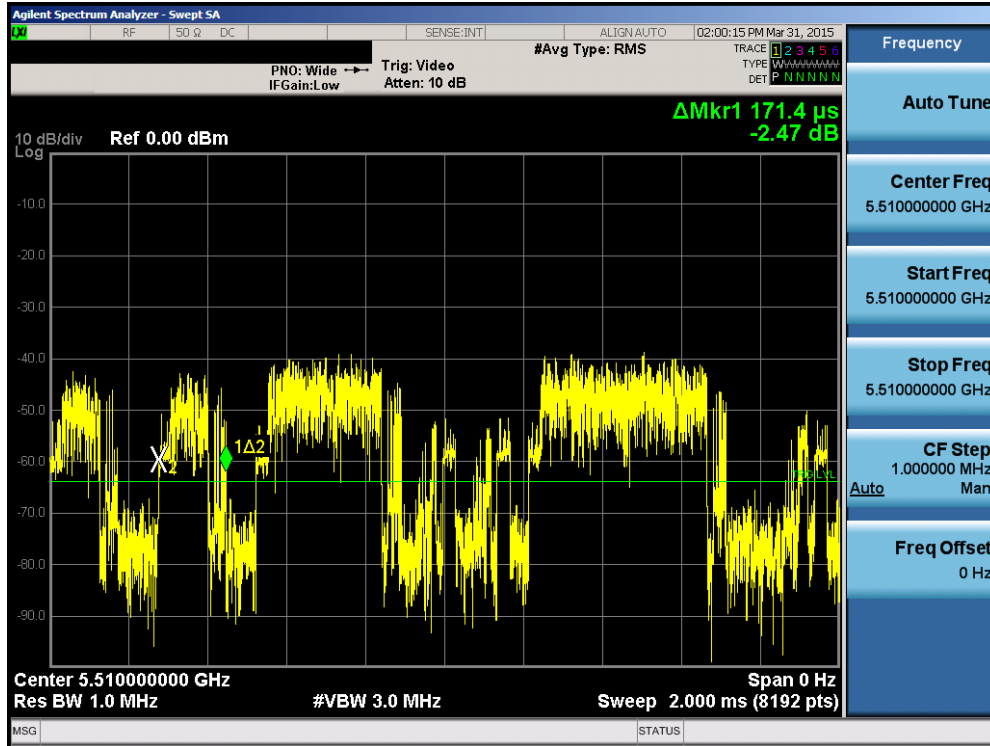 Agilent Spectrum Analyzer - Swept SA
LXI RF 50 Ω DC SENSE:INT ALIGNAUTO 02:00:15 PM Mar 31, 2015
PNO: Wide
IFGain:Low
Trig: Video
Atten: 10 dB
#Avg Type: RMS
TRACE 1 2 3 4 5 6
TYPE WWWWWW
DET P N N N N N
ΔMkr1 171.4 µs
-2.47 dB
10 dB/div Ref 0.00 dBm
Log
-10.0
-20.0
-30.0
-40.0
-50.0
-60.0
-70.0
-80.0
-90.0
X2
1Δ2
TRIG LVL
Center 5.510000000 GHz Span 0 Hz
Res BW 1.0 MHz #VBW 3.0 MHz Sweep 2.000 ms (8192 pts)
MSG STATUS
Frequency
Auto Tune
Center Freq
5.510000000 GHz
Start Freq
5.510000000 GHz
Stop Freq
5.510000000 GHz
CF Step
1.000000 MHz
Auto Man
Freq Offset
0 Hz